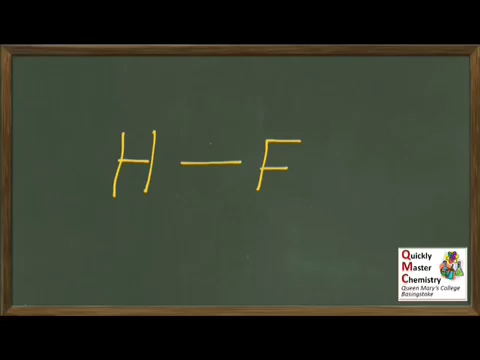 H — F
Quickly
Master
Chemistry
Queen Mary's College
Basingstoke